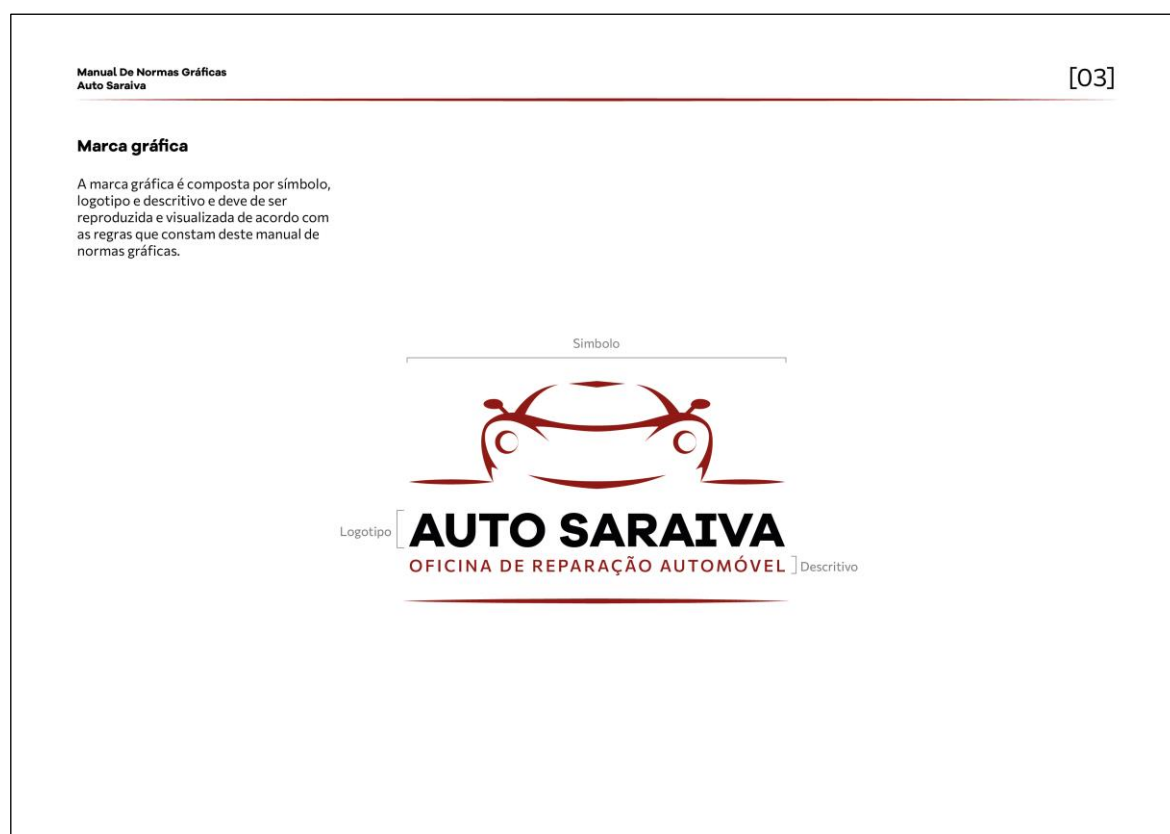 Manual De Normas Gráficas
Auto Saraiva
[03]
Marca gráfica
A marca gráfica é composta por símbolo,
logotipo e descritivo e deve de ser
reproduzida e visualizada de acordo com
as regras que constam deste manual de
normas gráficas.
Simbolo
Logotipo
AUTO SARAIVA
OFICINA DE REPARAÇÃO AUTOMÓVEL
Descritivo